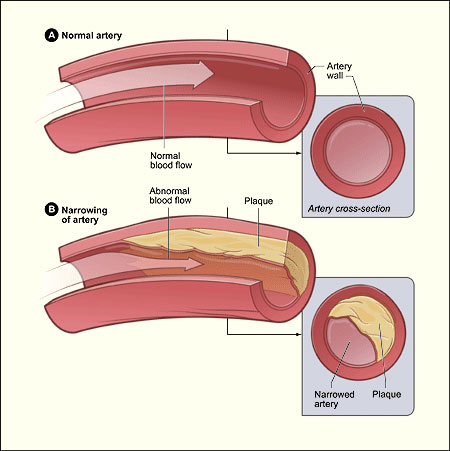 A Normal artery
Artery
wall
Normal
blood flow
Artery cross-section
Abnormal
blood flow
B Narrowing
of artery
Plaque
Narrowed
artery
Plaque